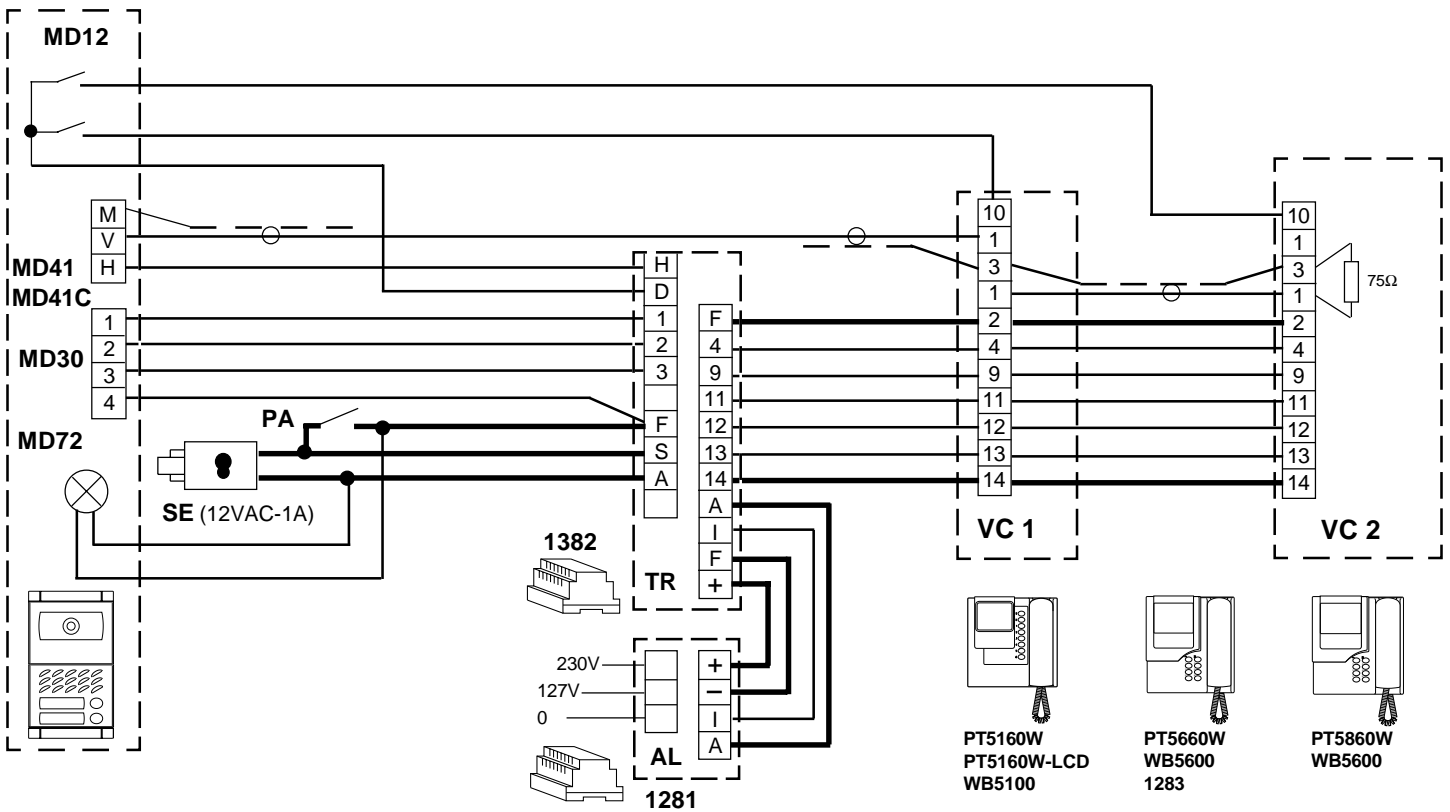 MD12
M
V
H
MD41
MD41C
1
2
3
4
MD30
MD72
PA
SE (12VAC-1A)
H
D
1
2
3
F
S
A
F
4
9
11
12
13
14
A
I
F
+
TR
1382
230V
127V
0
+
−
I
A
AL
1281
10
1
3
1
2
4
9
11
12
13
14
VC 1
10
1
3
1
2
4
9
11
12
13
14
75Ω
VC 2
PT5160W
PT5160W-LCD
WB5100
PT5660W
WB5600
1283
PT5860W
WB5600